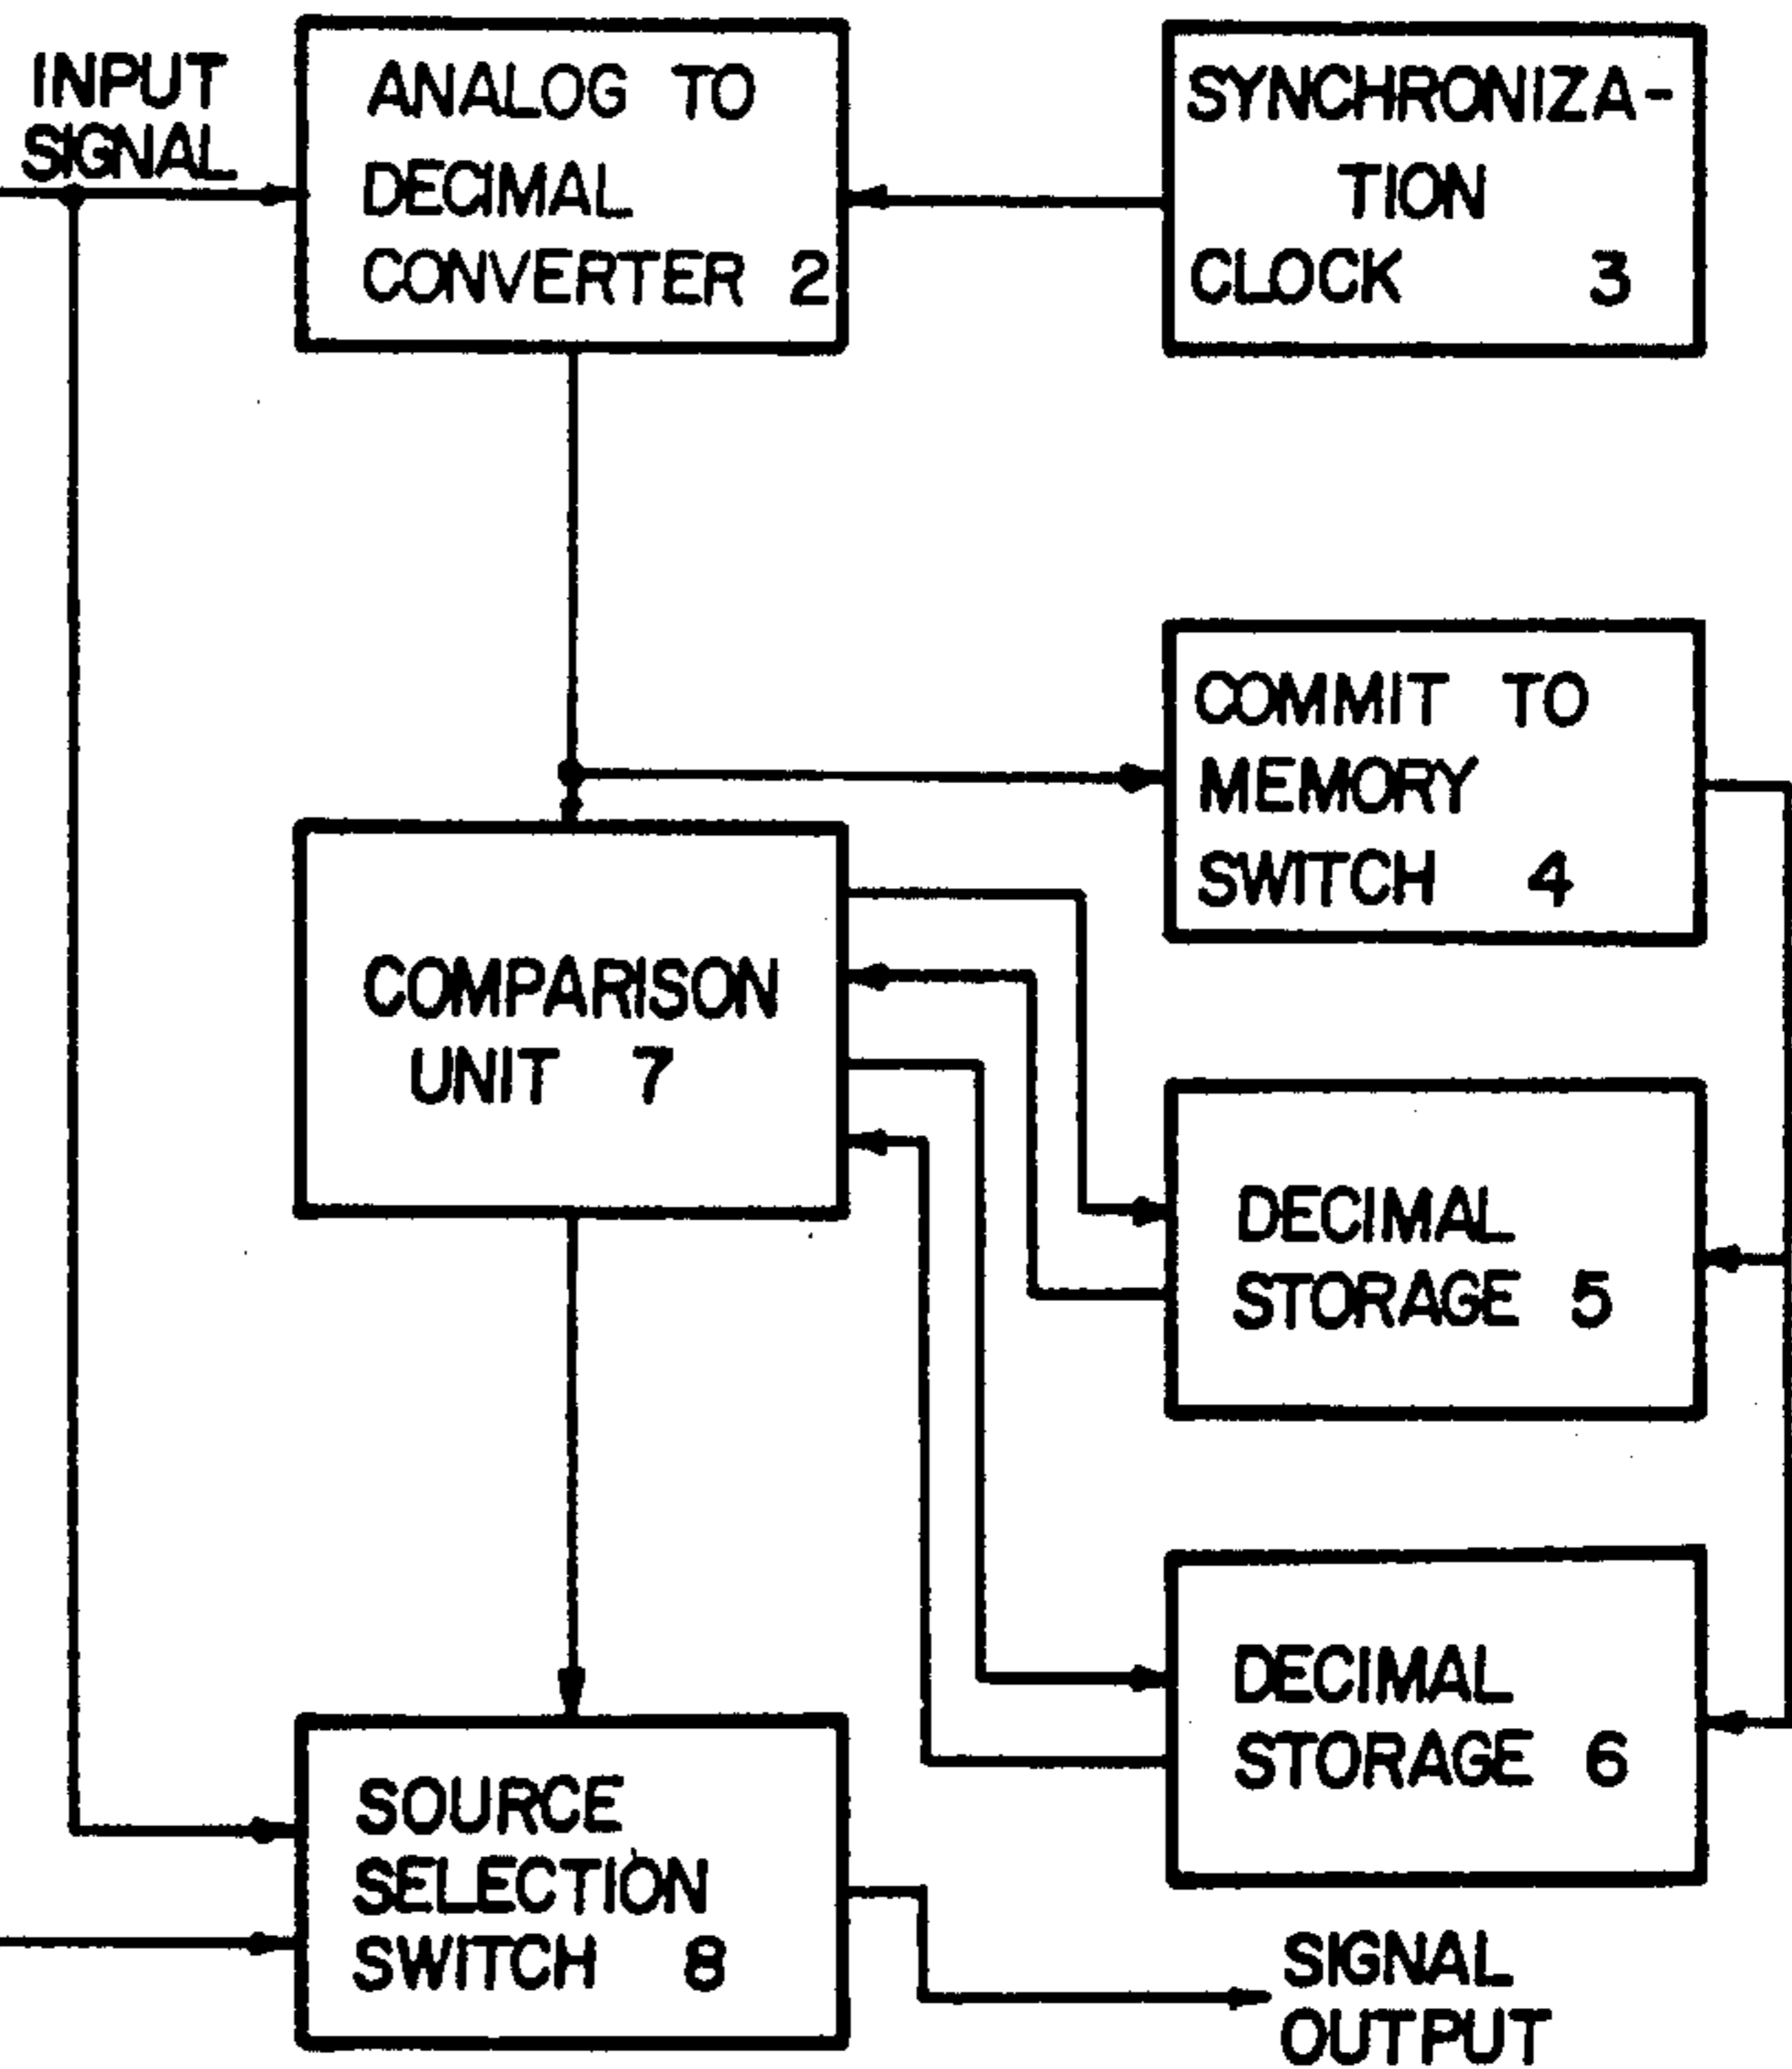 INPUT
SIGNAL
ANALOG TO
DECIMAL
CONVERTER 2
SYNCHRONIZA-
TION
CLOCK 3
COMMIT TO
MEMORY
SWITCH 4
COMPARISON
UNIT 7
DECIMAL
STORAGE 5
DECIMAL
STORAGE 6
SOURCE
SELECTION
SWITCH 8
SIGNAL
OUTPUT